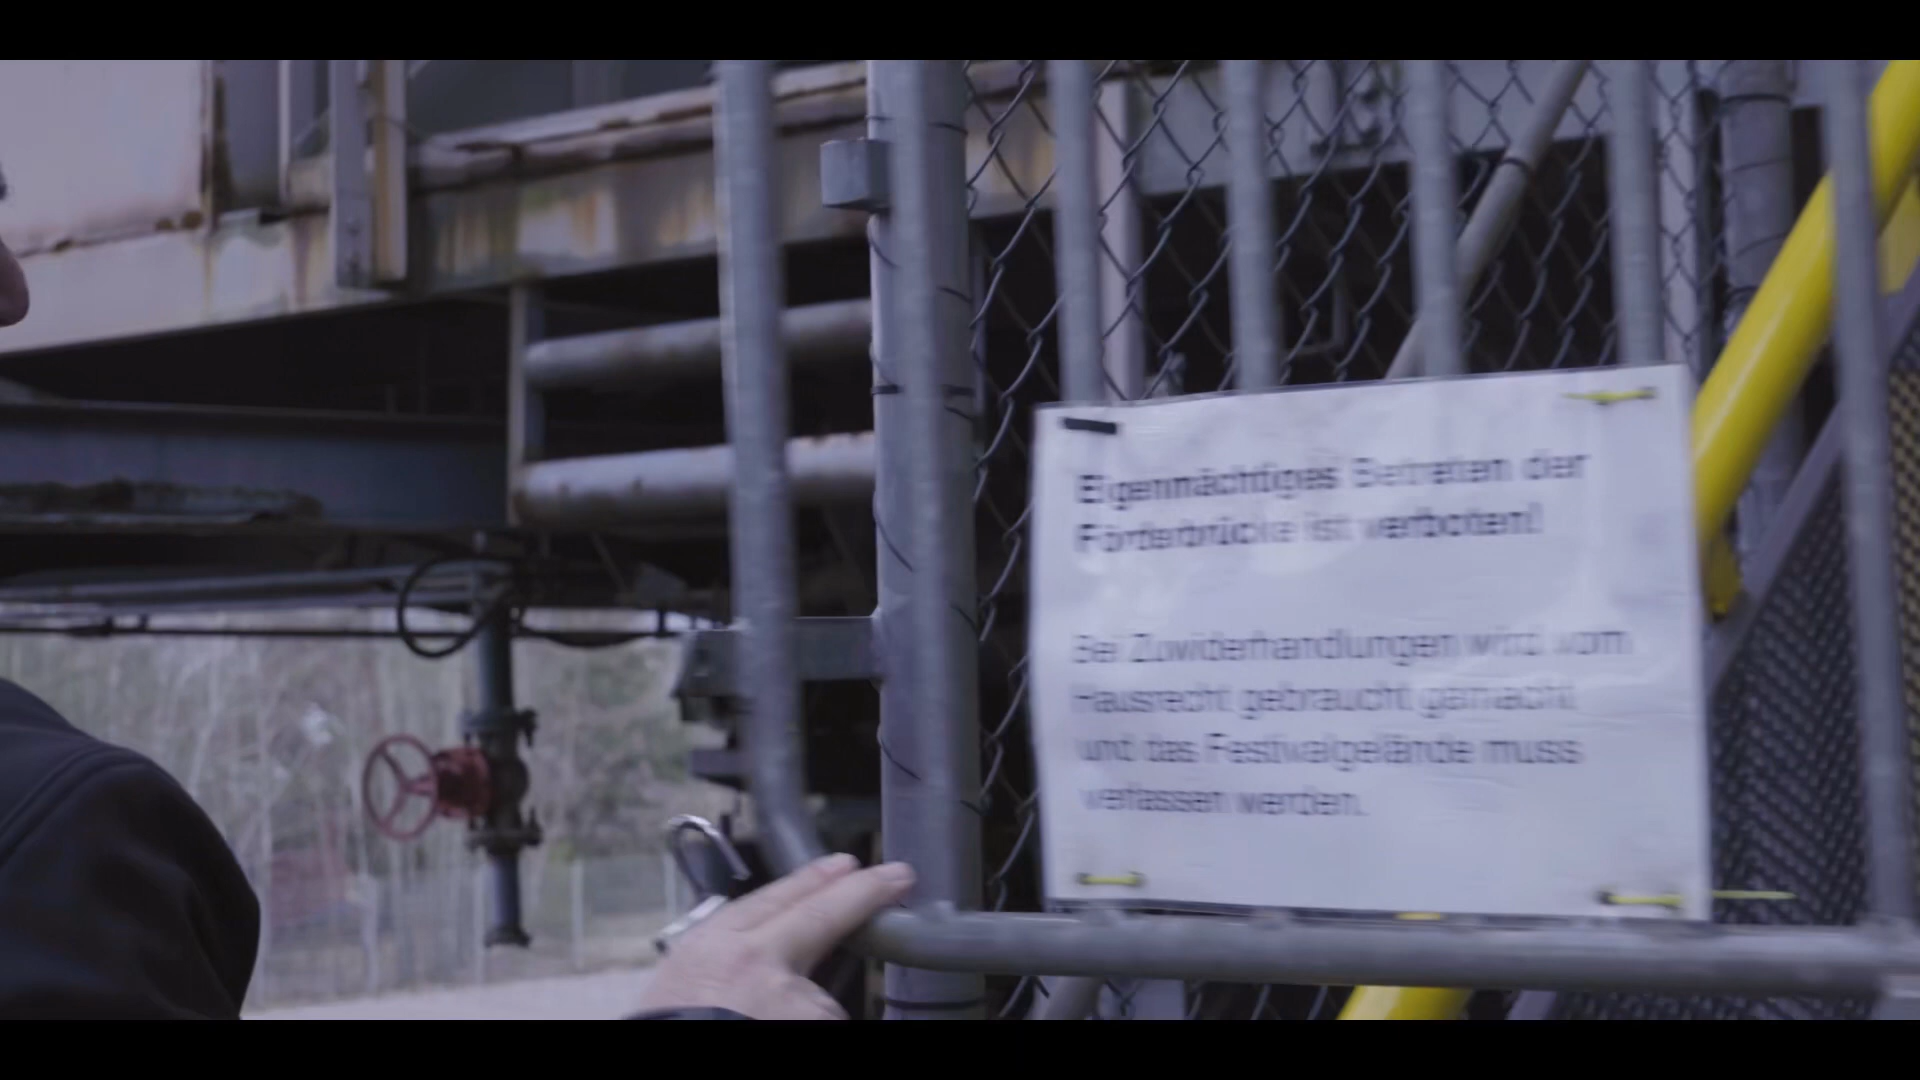 Eigenmächtiges Betreten der
Förderbrücke ist verboten!
Bei Zuwiderhandlungen wird vom
Hausrecht gebraucht gemacht
und das Festivalgelände muss
verlassen werden.